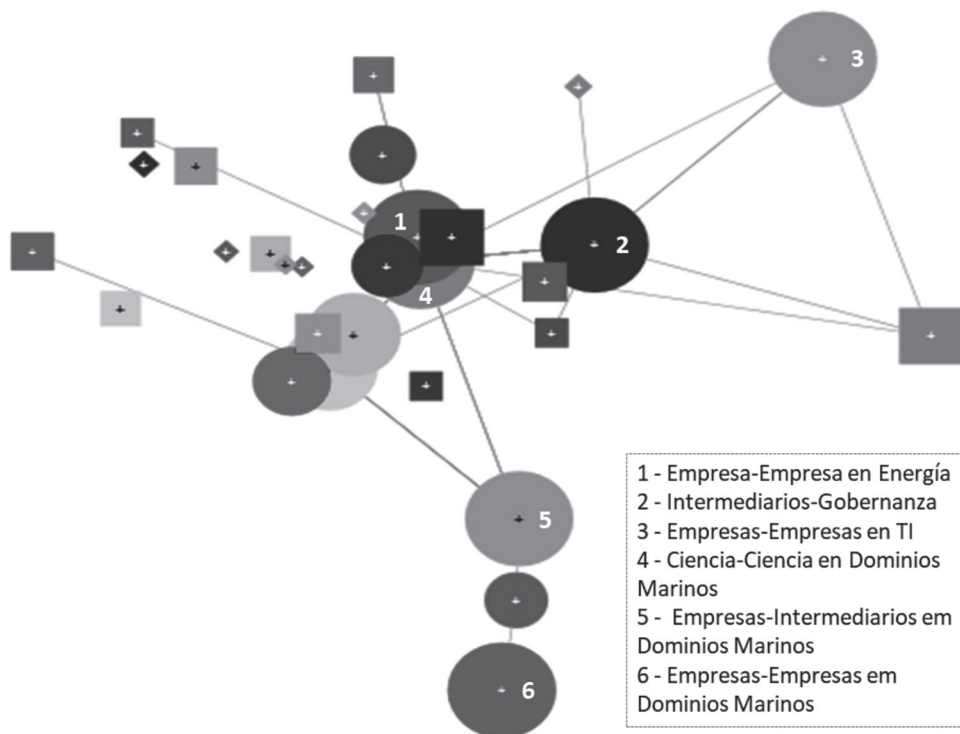 3
1
2
4
5
6
1 - Empresa-Empresa en Energía
2 - Intermediarios-Gobernanza
3 - Empresas-Empresas en TI
4 - Ciencia-Ciencia en Dominios
Marinos
5 -  Empresas-Intermediarios em
Dominios Marinos
6 - Empresas-Empresas em
Dominios Marinos